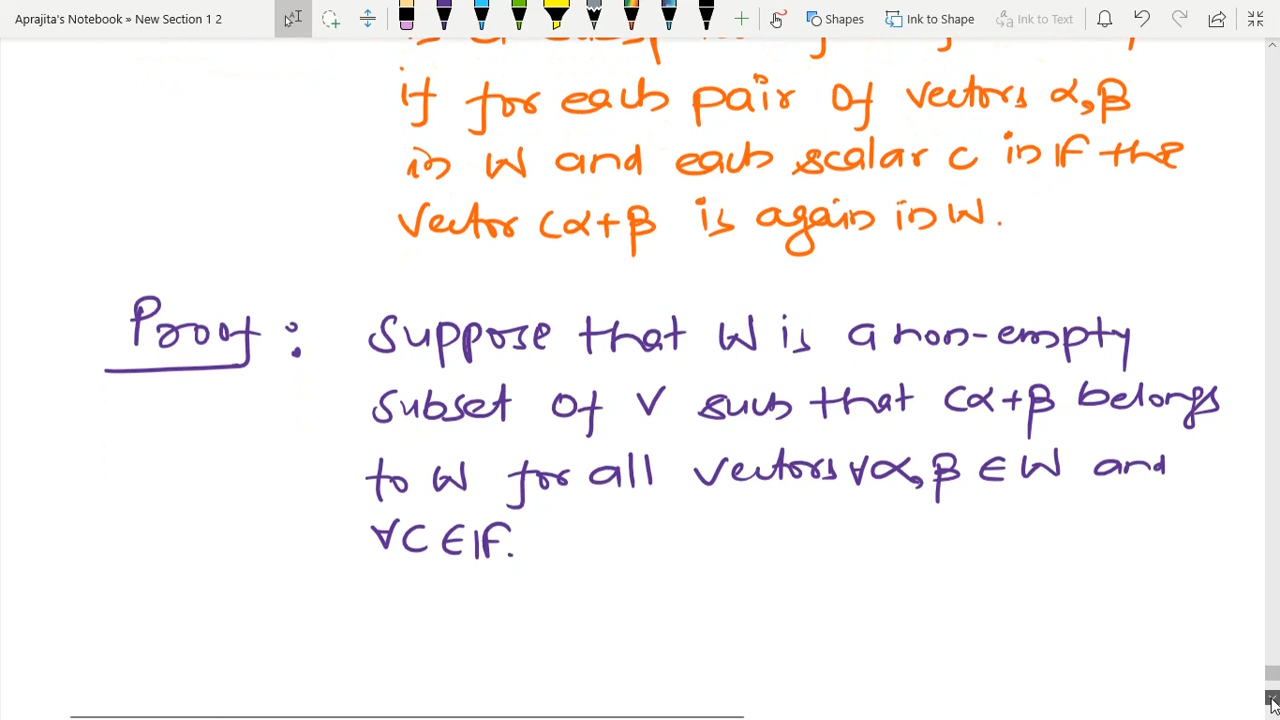 Aprajita's Notebook » New Section 1 2
Shapes
Ink to Shape
Ink to Text
if for each pair of vectors α, β
in W and each scalar c in F the
vector cα+β is again in W.
Proof: Suppose that W is a non-empty
subset of V such that cα+β belongs
to W for all vectors ∀α, β ∈ W and
∀C ∈ F.